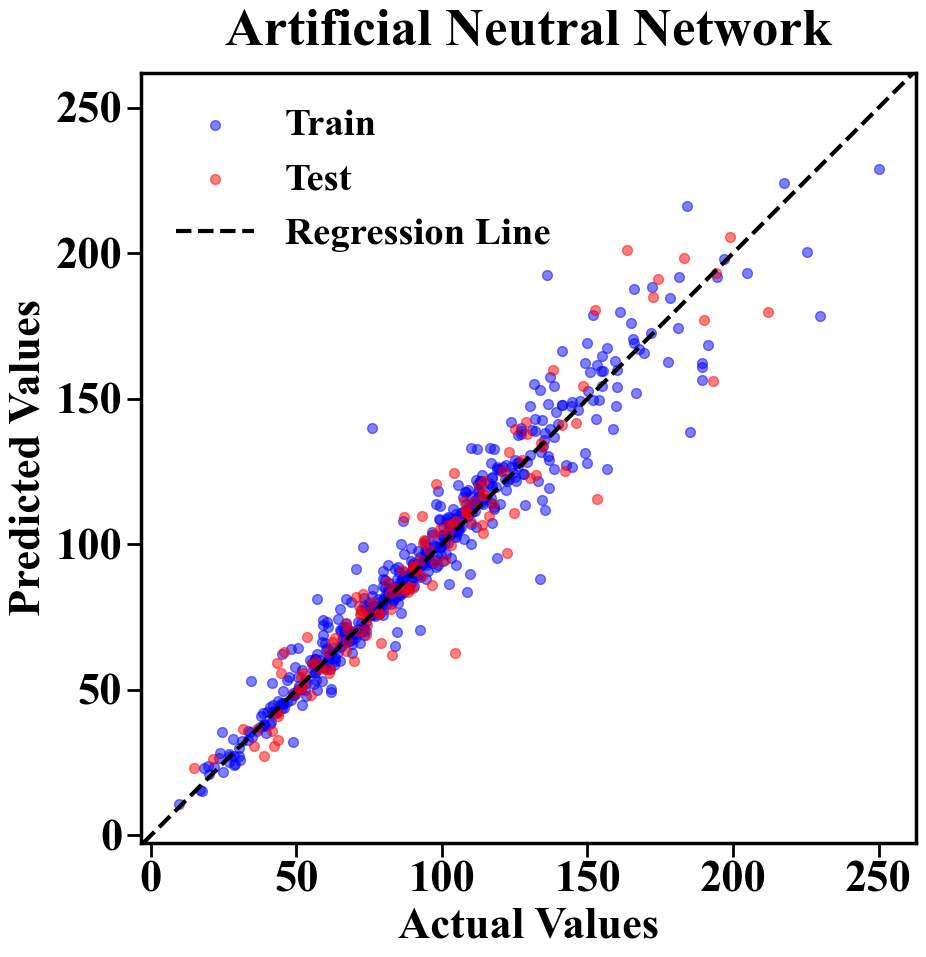 Artificial Neutral Network
Train
Test
Regression Line
Predicted Values
250
200
150
100
50
0
0 50 100 150 200 250
Actual Values